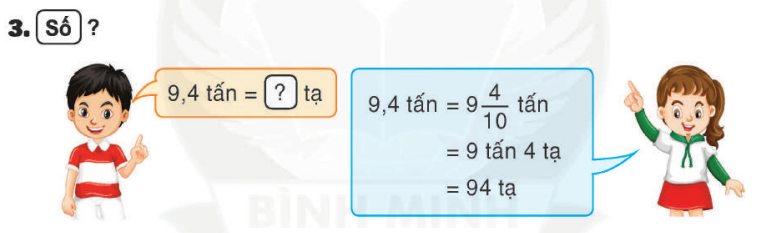 3. Số ?
9,4 tấn = ? tạ
9,4 tấn = 9 4/10 tấn
= 9 tấn 4 tạ
= 94 tạ
BÌNH MINH